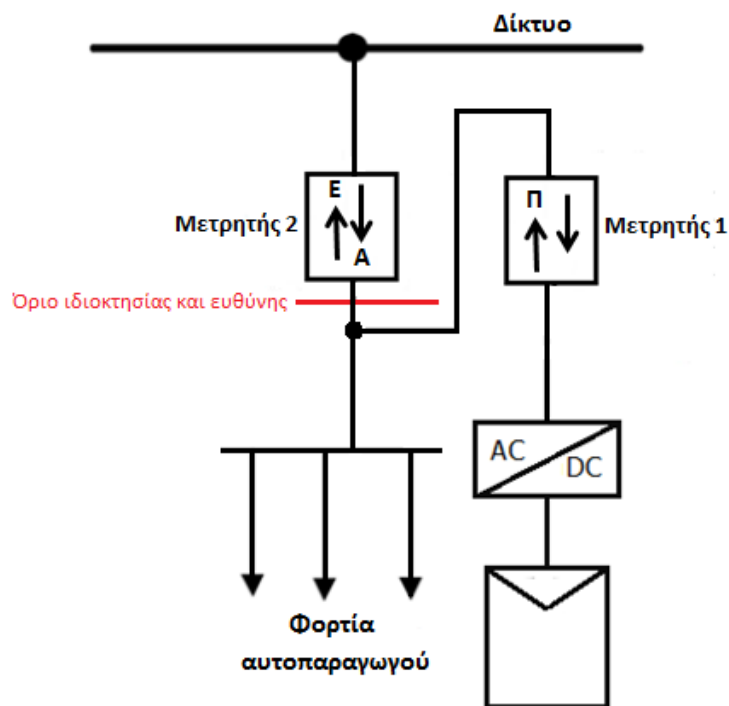 Δίκτυο
Ε
Α
Μετρητής 2
Π
Μετρητής 1
Όριο ιδιοκτησίας και ευθύνης
AC
DC
Φορτία
αυτοπαραγωγού